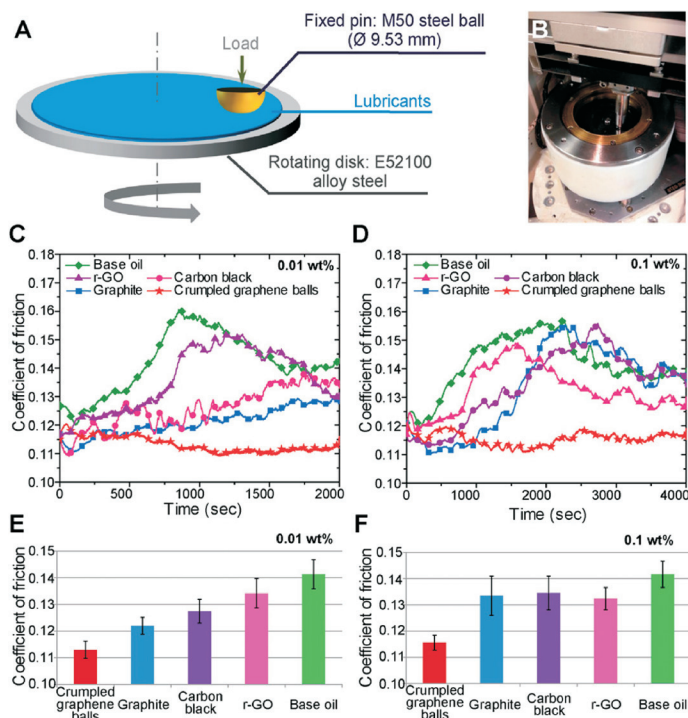 A
Load
Fixed pin: M50 steel ball
(Ø 9.53 mm)
Lubricants
Rotating disk: E52100
alloy steel
B
C
0.18
0.17
0.16
0.15
0.14
0.13
0.12
0.11
0.10
Coefficient of friction
Base oil
r-GO
Graphite
Carbon black
Crumpled graphene balls
0.01 wt%
0 500 1000 1500 2000
Time (sec)
D
0.18
0.17
0.16
0.15
0.14
0.13
0.12
0.11
0.10
Coefficient of friction
Base oil
r-GO
Graphite
Carbon black
Crumpled graphene balls
0.1 wt%
0 1000 2000 3000 4000
Time (sec)
E
0.01 wt%
0.15
0.14
0.13
0.12
0.11
0.10
Coefficient of friction
Crumpled
graphene
balls
Graphite
Carbon
black
r-GO
Base oil
F
0.1 wt%
0.15
0.14
0.13
0.12
0.11
0.10
Coefficient of friction
Crumpled
graphene
balls
Graphite
Carbon
black
r-GO
Base oil